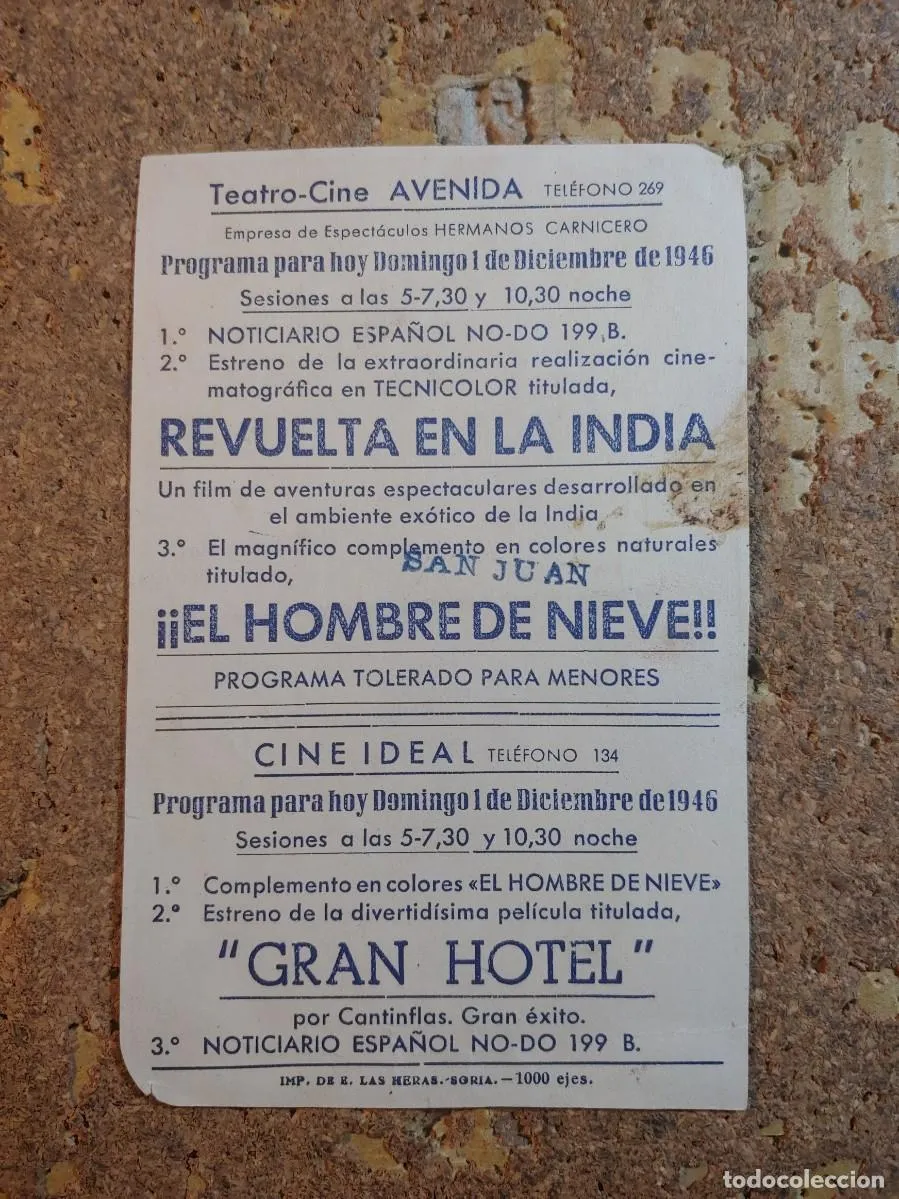 Teatro-Cine AVENIDA TELÉFONO 269
Empresa de Espectáculos HERMANOS CARNICERO
Programa para hoy Domingo 1 de Diciembre de 1946
Sesiones a las 5-7,30 y 10,30 noche
1.º NOTICIARIO ESPAÑOL NO-DO 199 B.
2.º Estreno de la extraordinaria realización cine-
matográfica en TECNICOLOR titulada,
REVUELTA EN LA INDIA
Un film de aventuras espectaculares desarrollado en
el ambiente exótico de la India
3.º El magnífico complemento en colores naturales
titulado,
SAN JUAN
¡¡EL HOMBRE DE NIEVE!!
PROGRAMA TOLERADO PARA MENORES
CINE IDEAL TELÉFONO 134
Programa para hoy Domingo 1 de Diciembre de 1946
Sesiones a las 5-7,30 y 10,30 noche
1.º Complemento en colores «EL HOMBRE DE NIEVE»
2.º Estreno de la divertidísima película titulada,
"GRAN HOTEL"
por Cantinflas. Gran éxito.
3.º NOTICIARIO ESPAÑOL NO-DO 199 B.
IMP. DE E. LAS HERAS.-SORIA.—1000 ejes.
todocoleccion